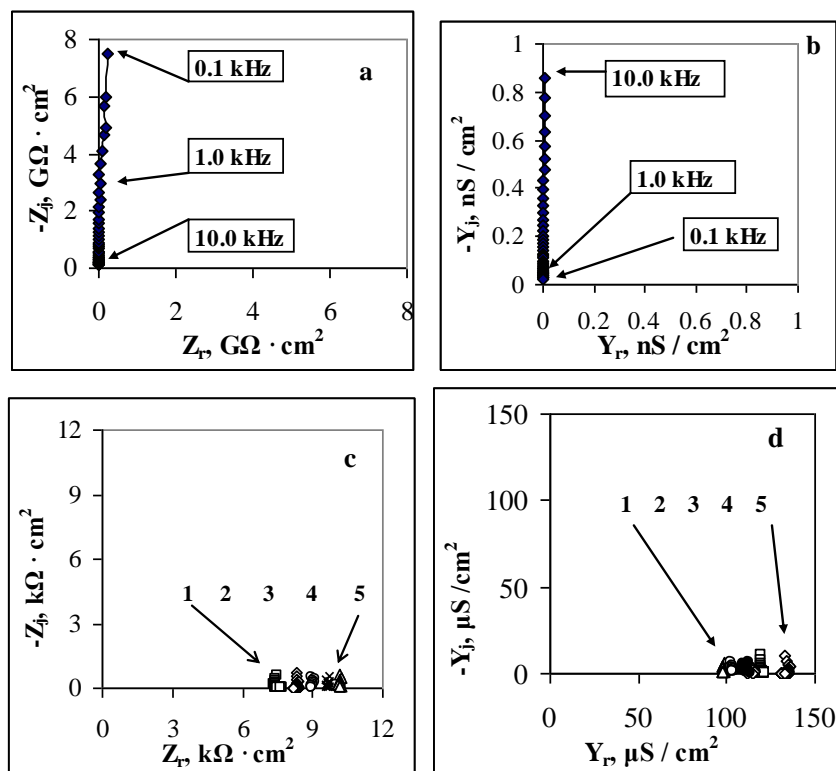 a
8
0.1 kHz
6
4
1.0 kHz
2
10.0 kHz
0
0 2 4 6 8
-Zj, GΩ · cm2
Zr, GΩ · cm2
b
1
10.0 kHz
0.8
0.6
1.0 kHz
0.4
0.1 kHz
0.2
0
0 0.2 0.4 0.6 0.8 1
-Yj, nS / cm2
Yr, nS / cm2
c
12
9
6
1 2 3 4 5
3
0
0 3 6 9 12
-Zj, kΩ · cm2
Zr, kΩ · cm2
d
150
100
1 2 3 4 5
50
0
0 50 100 150
-Yj, µS /cm2
Yr, µS / cm2